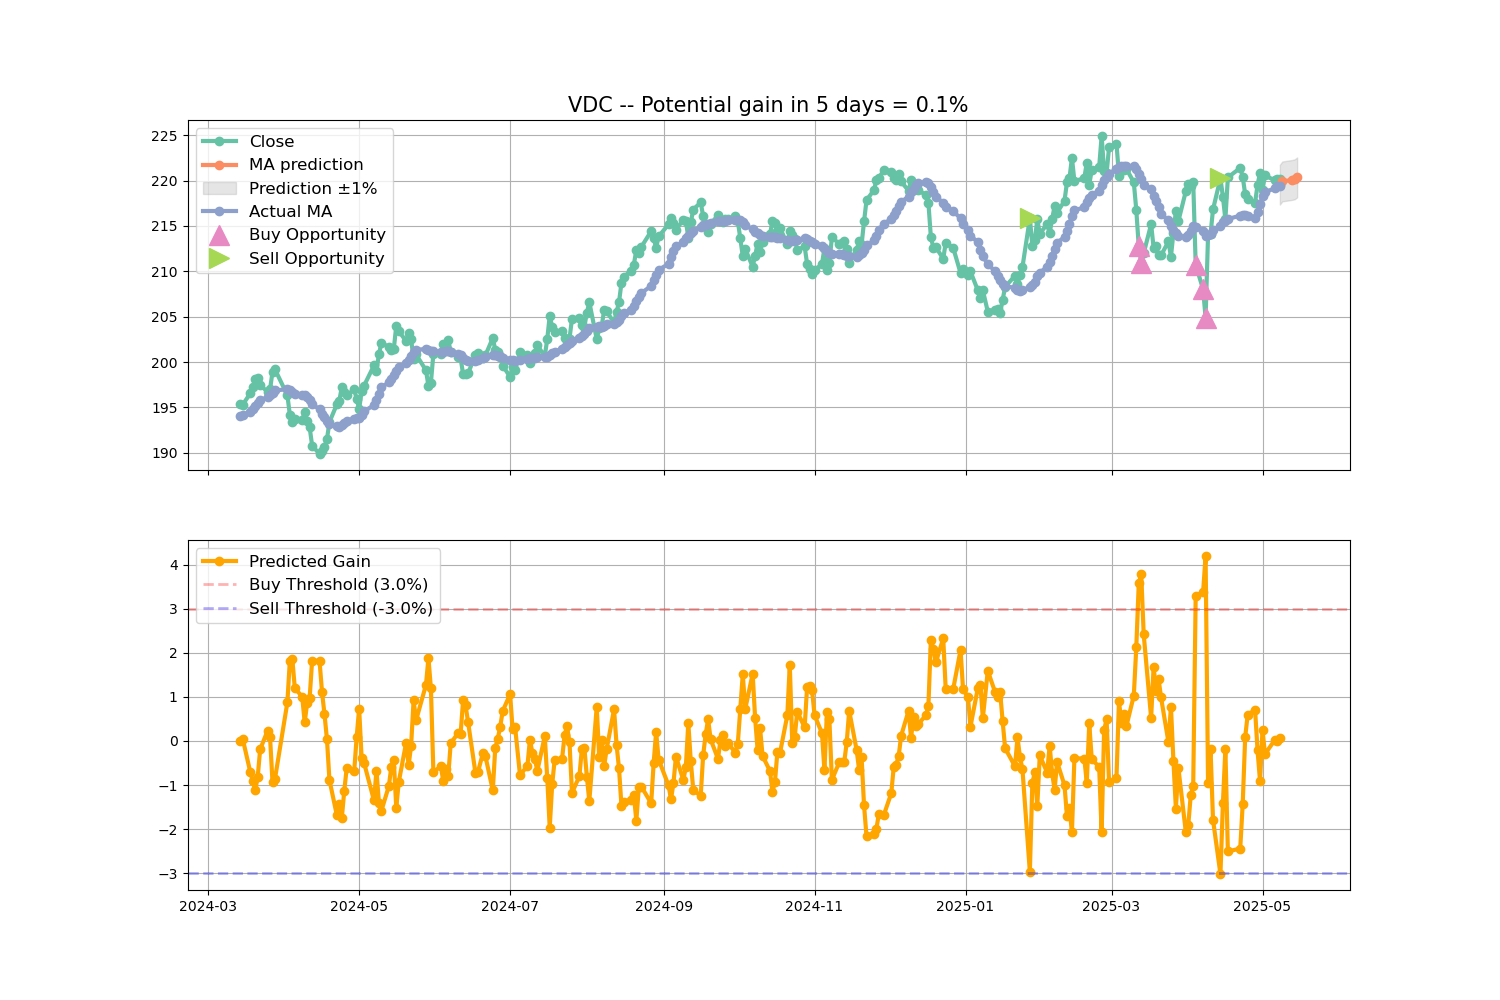 VDC -- Potential gain in 5 days = 0.1%
225
220
215
210
205
200
195
190
Close
MA prediction
Prediction ±1%
Actual MA
Buy Opportunity
Sell Opportunity
4
3
2
1
0
−1
−2
−3
Predicted Gain
Buy Threshold (3.0%)
Sell Threshold (-3.0%)
2024-03
2024-05
2024-07
2024-09
2024-11
2025-01
2025-03
2025-05